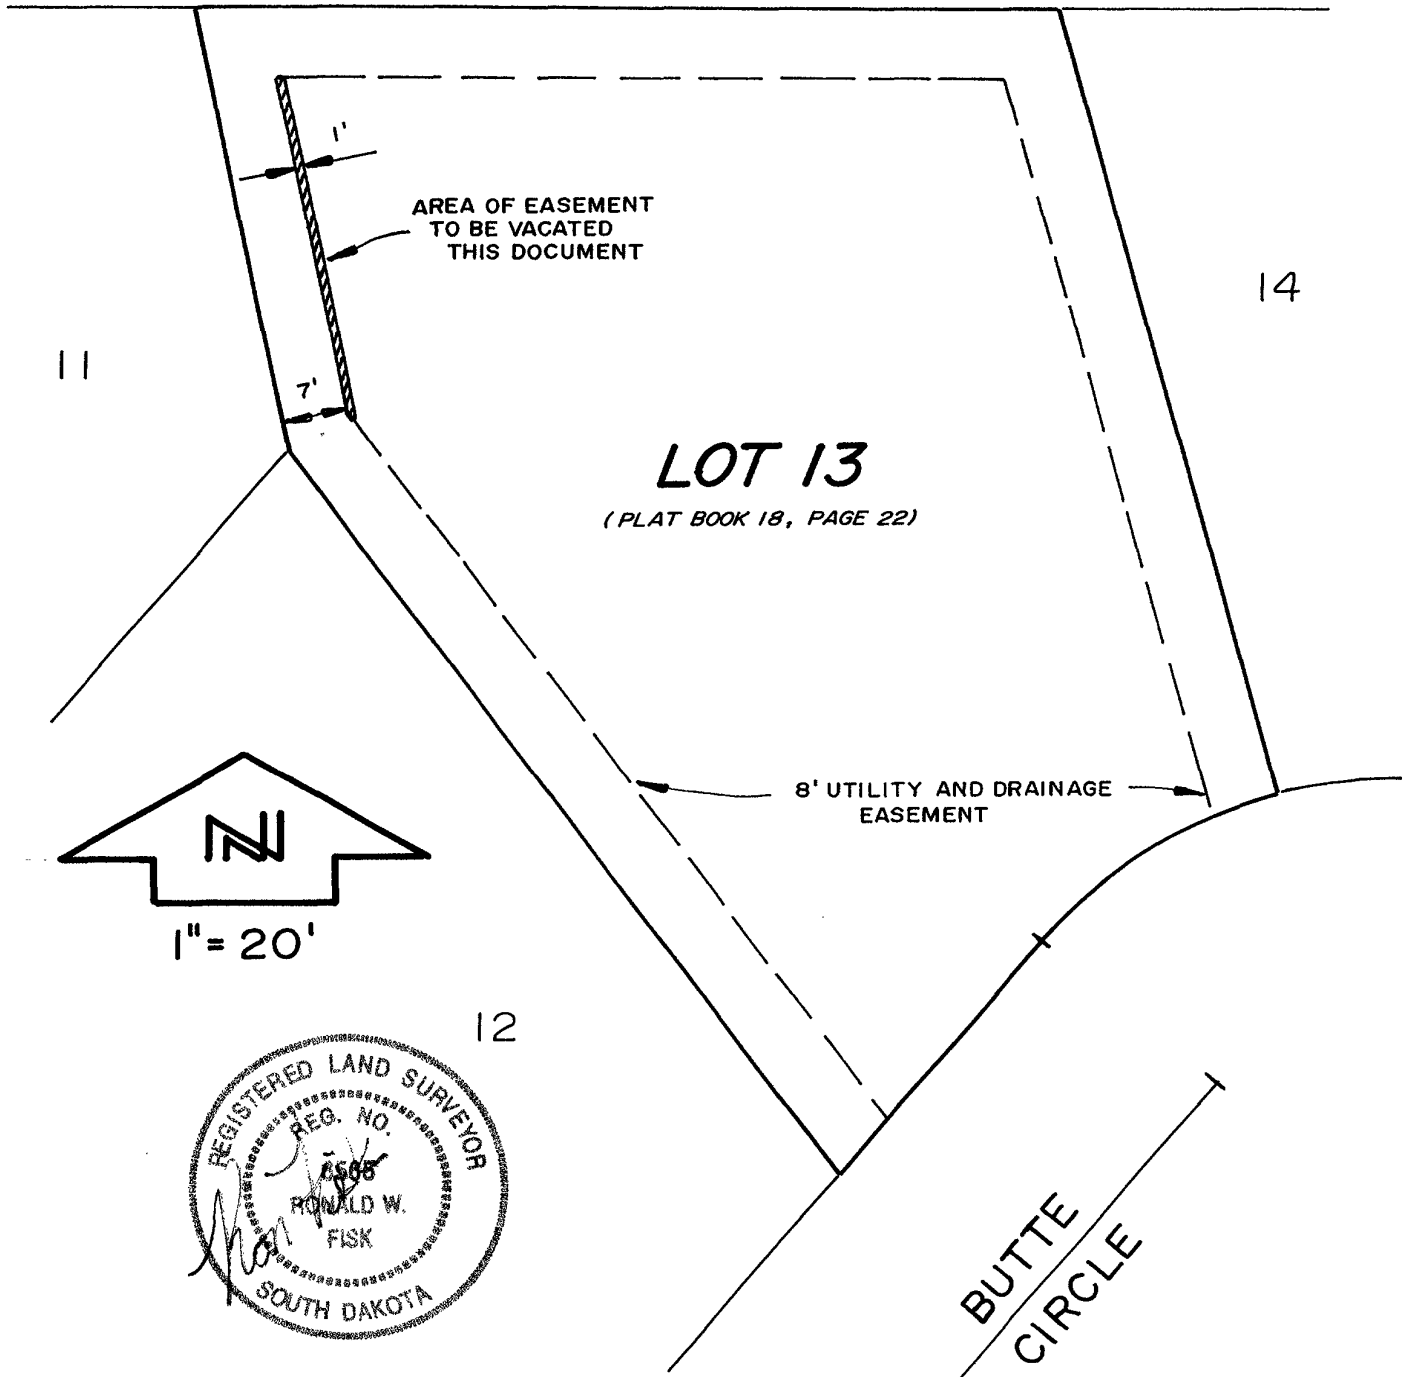 1'
AREA OF EASEMENT
TO BE VACATED
THIS DOCUMENT
14
11
7'
LOT 13
(PLAT BOOK 18, PAGE 22)
8' UTILITY AND DRAINAGE
EASEMENT
N
1" = 20'
12
REGISTERED LAND SURVEYOR
REG. NO.
RONALD W.
FISK
SOUTH DAKOTA
BUTTE
CIRCLE